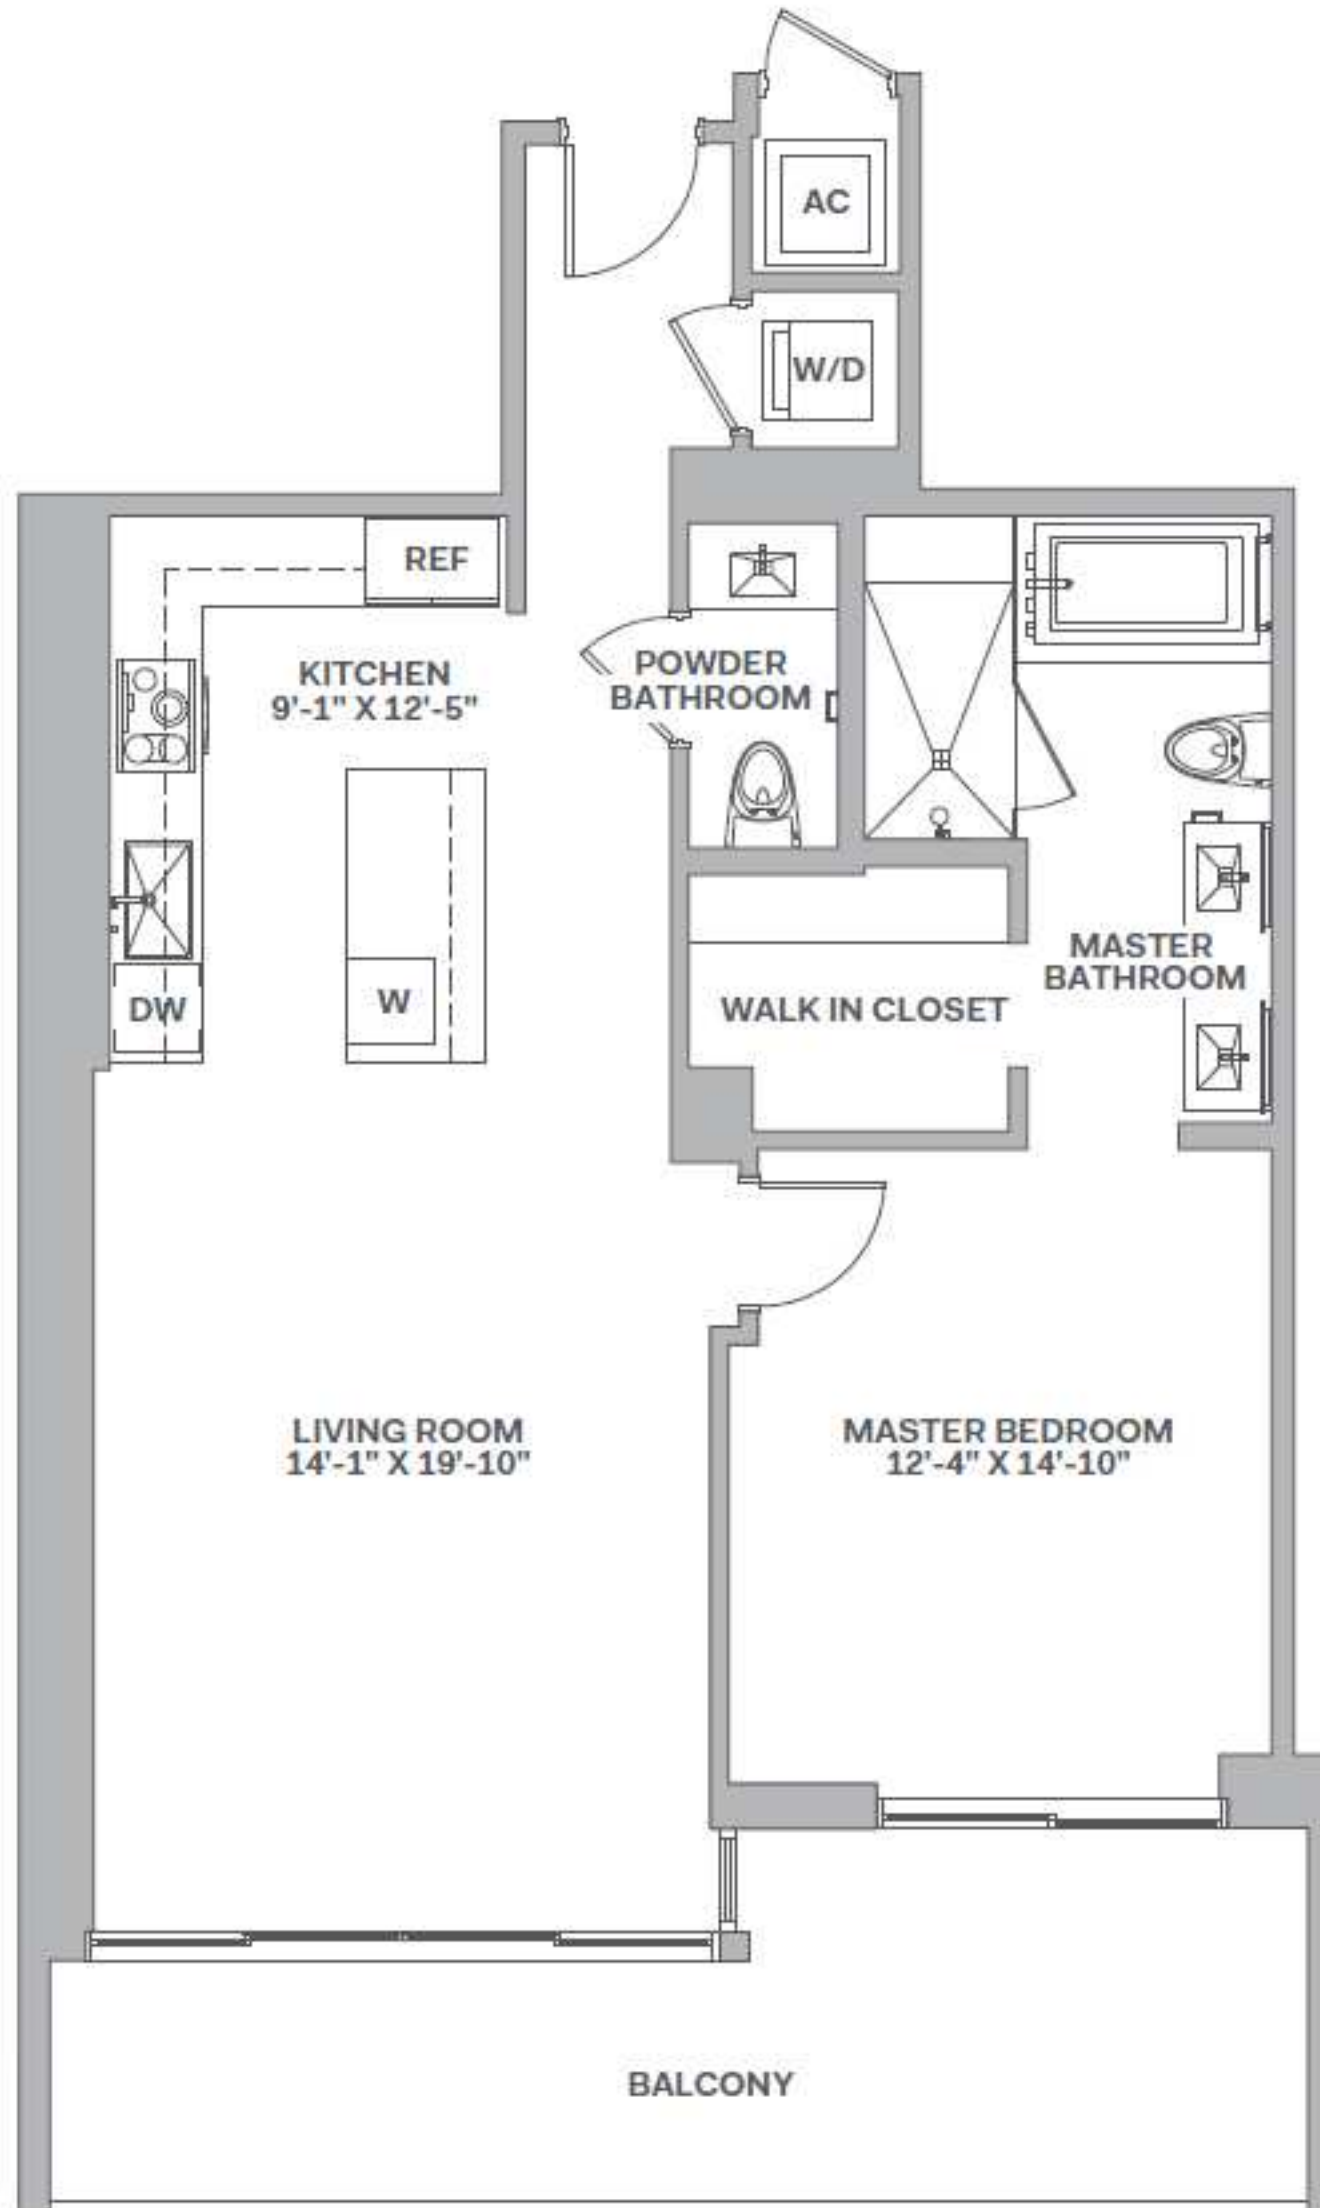 AC
W/D
REF
KITCHEN
9'-1" X 12'-5"
POWDER
BATHROOM
MASTER
BATHROOM
DW
W
WALK IN CLOSET
LIVING ROOM
14'-1" X 19'-10"
MASTER BEDROOM
12'-4" X 14'-10"
BALCONY